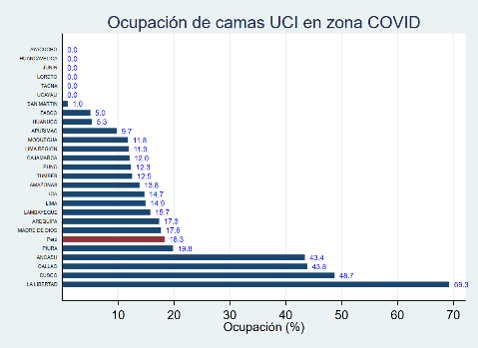 Ocupación de camas UCI en zona COVID
AYACUCHO 0.0
HUANCAVELICA 0.0
JUNIN 0.0
LORETO 0.0
TACNA 0.0
UCAYALI 0.0
SAN MARTIN 1.0
PASCO 5.0
HUANUCO 5.3
APURIMAC 9.7
MOQUEGUA 11.8
LIMA REGION 11.9
CAJAMARCA 12.0
PUNO 12.3
TUMBES 12.5
AMAZONAS 13.8
ICA 14.7
LIMA 14.9
LAMBAYEQUE 15.7
AREQUIPA 17.3
MADRE DE DIOS 17.6
Perú 18.3
PIURA 19.8
ANCASH 43.4
CALLAO 43.8
CUSCO 48.7
LA LIBERTAD 69.3
10 20 30 40 50 60 70
Ocupación (%)